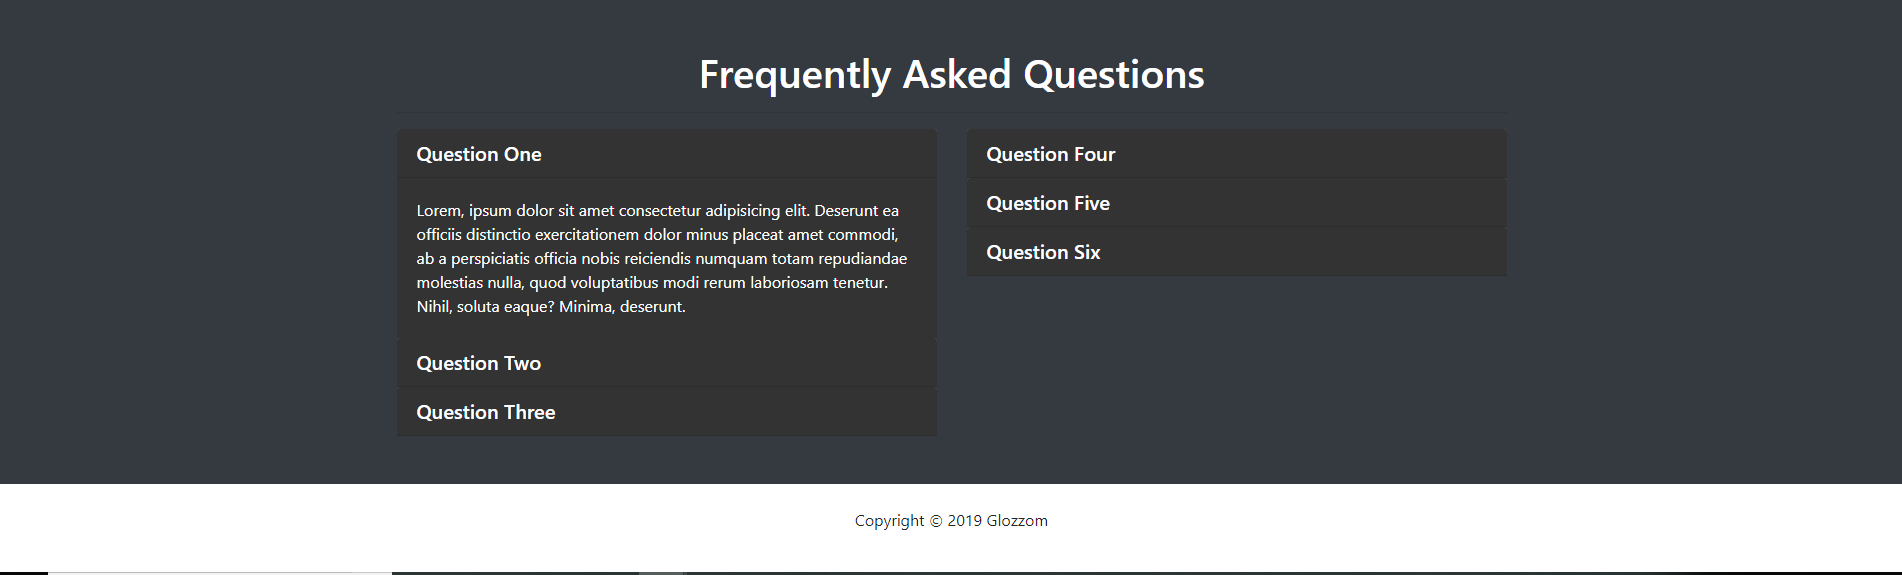 Frequently Asked Questions
Question One
Lorem, ipsum dolor sit amet consectetur adipisicing elit. Deserunt ea
officiis distinctio exercitationem dolor minus placeat amet commodi,
ab a perspiciatis officia nobis reiciendis numquam totam repudiandae
molestias nulla, quod voluptatibus modi rerum laboriosam tenetur.
Nihil, soluta eaque? Minima, deserunt.
Question Two
Question Three
Question Four
Question Five
Question Six
Copyright © 2019 Glozzom